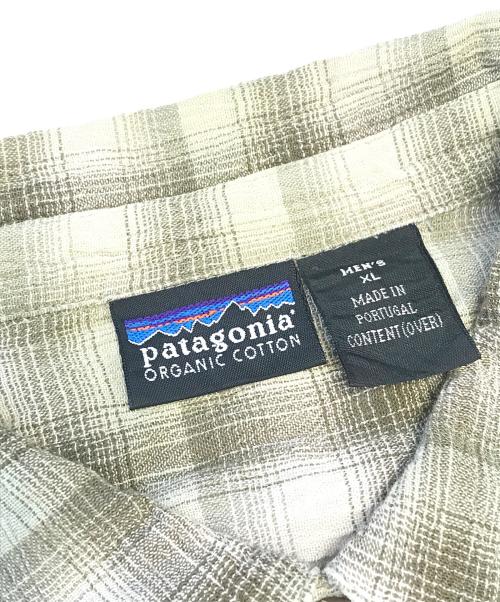 patagonia®
ORGANIC COTTON
MEN'S
XL
MADE IN
PORTUGAL
CONTENT (OVER)